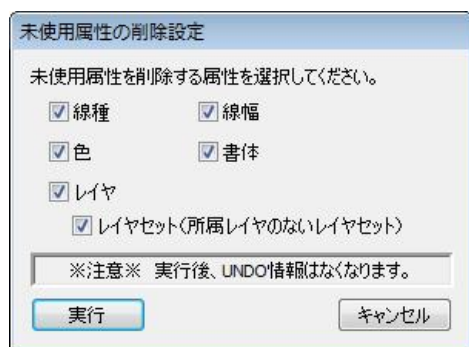 未使用属性の削除設定
未使用属性を削除する属性を選択してください。
線種 線幅
色 書体
レイヤ
レイヤセット(所属レイヤのないレイヤセット)
※注意※ 実行後、UNDO情報はなくなります。
実行 キャンセル